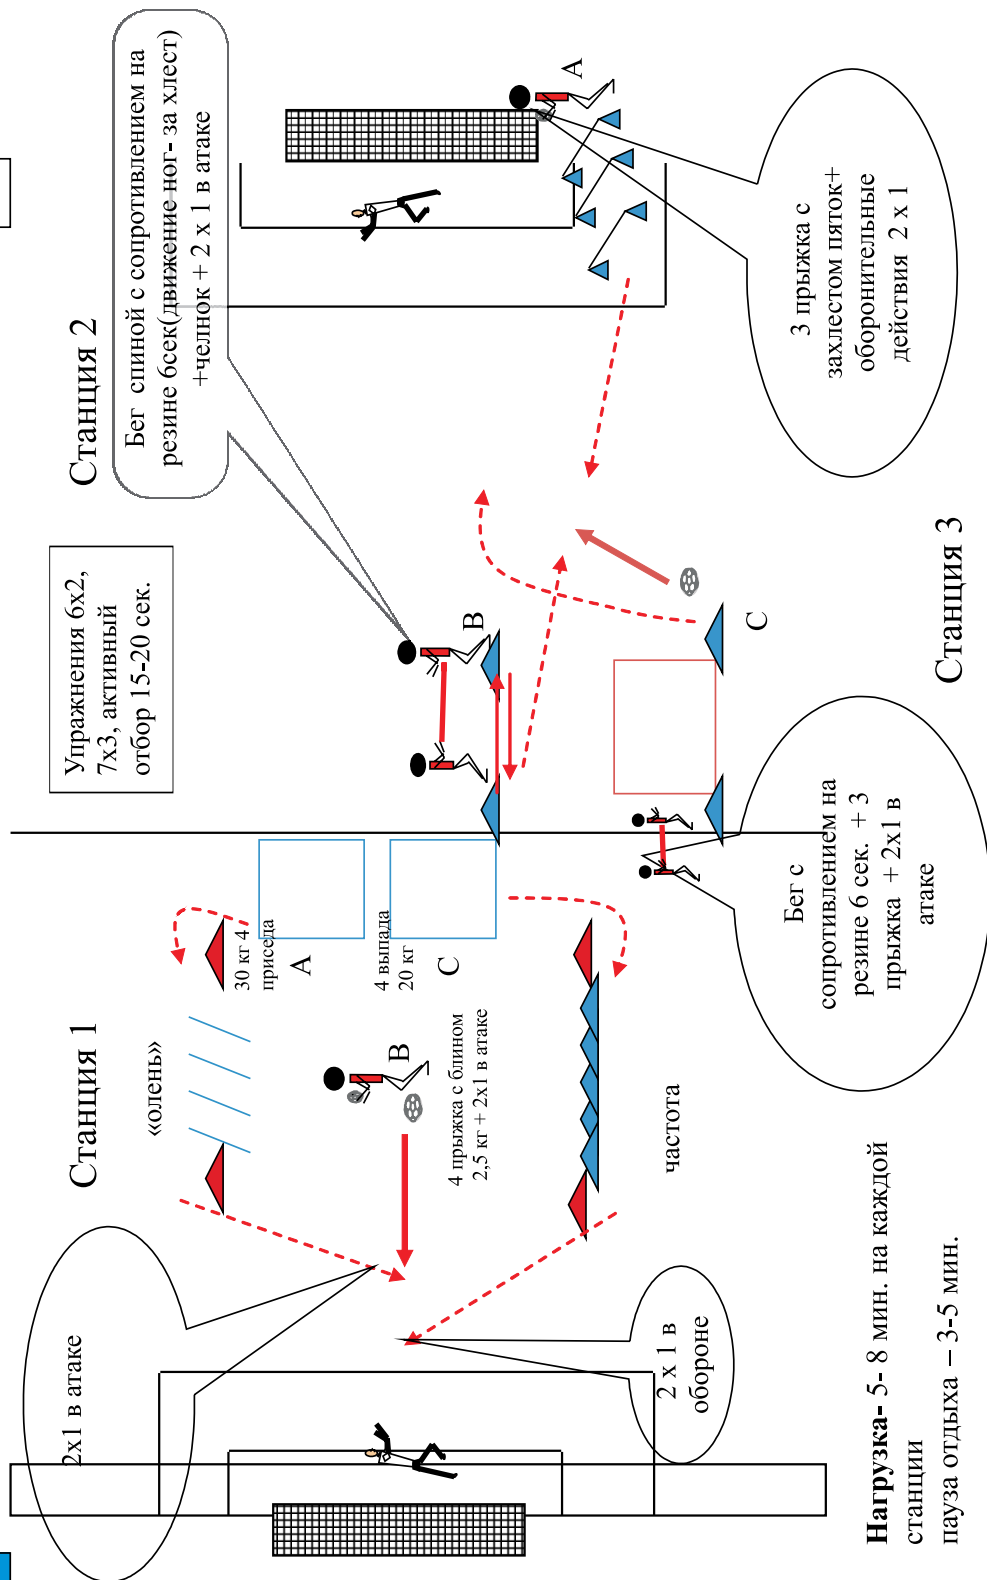 Станция 1
Станция 2
Упражнения 6х2,
7х3, активный
отбор 15-20 сек.
Бег спиной с сопротивлением на
резине 6сек(движение ног- за хлест)
+челнок + 2 х 1 в атаке
2х1 в атаке
«олень»
30 кг 4
приседа
А
4 выпада
20 кг
С
В
4 прыжка с блином
2,5 кг + 2х1 в атаке
В
А
С
частота
2 х 1 в
обороне
3 прыжка с
захлестом пяток+
оборонительные
действия 2 х 1
Бег с
сопротивлением на
резине 6 сек. + 3
прыжка + 2х1 в
атаке
Станция 3
Нагрузка- 5- 8 мин. на каждой
станции
пауза отдыха – 3-5 мин.